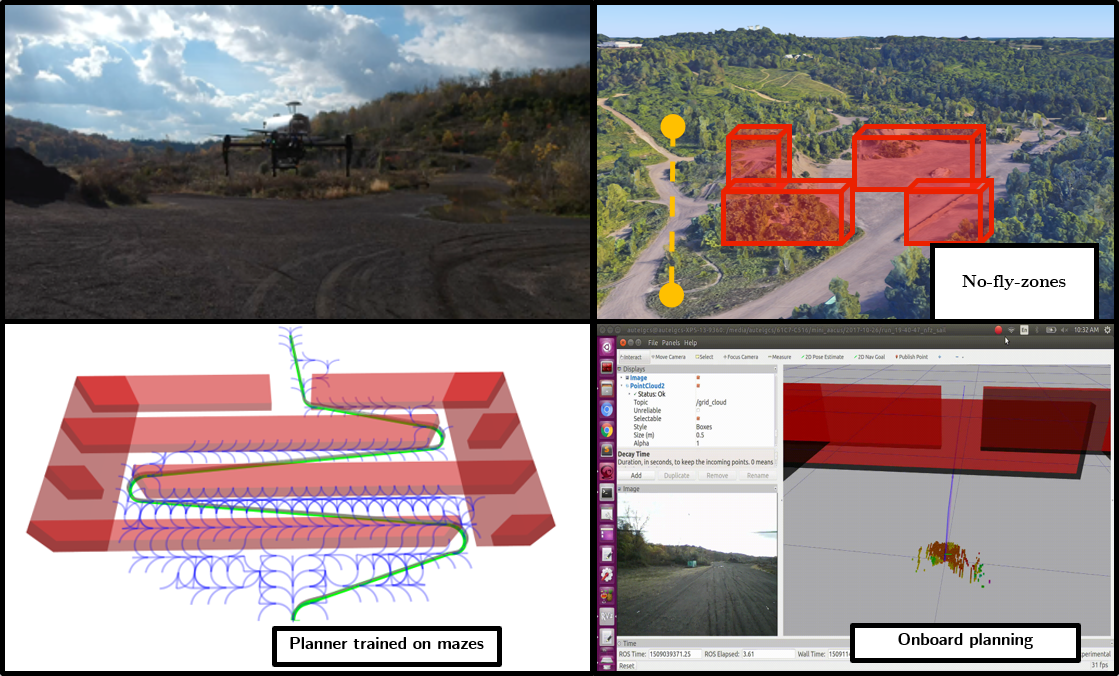 No-fly-zones
Planner trained on mazes
10:32 AM
File Panels Help
Interact Move Camera Select Focus Camera Measure 2D Pose Estimate 2D Nav Goal Publish Point
Displays
Image
PointCloud2
Status: Ok
Topic /grid_cloud
Unreliable
Selectable
Style Boxes
Size (m) 0.5
Alpha 1
Decay Time
Duration, in seconds, to keep the incoming points. 0 means
Add Duplicate Remove Rename
Image
Time
ROS Time: 1509039371.25 ROS Elapsed: 3.61 Wall Time:
Reset
31 fps
Onboard planning